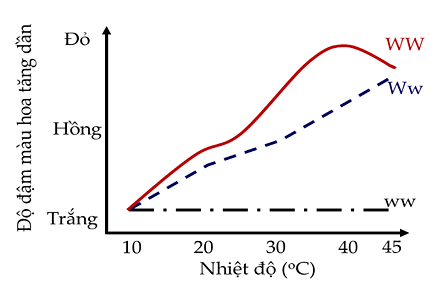 Độ đậm màu hoa tăng dần
Đỏ
Hồng
Trắng
WW
Ww
ww
10 20 30 40 45
Nhiệt độ (ºC)